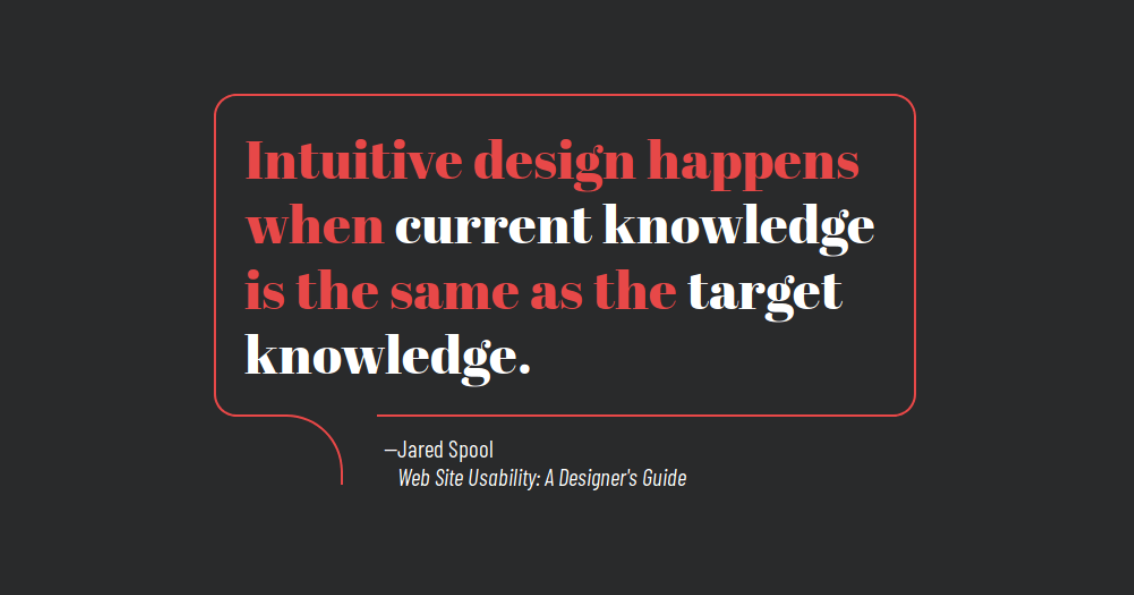 Intuitive design happens
when current knowledge
is the same as the target
knowledge.
—Jared Spool
Web Site Usability: A Designer's Guide